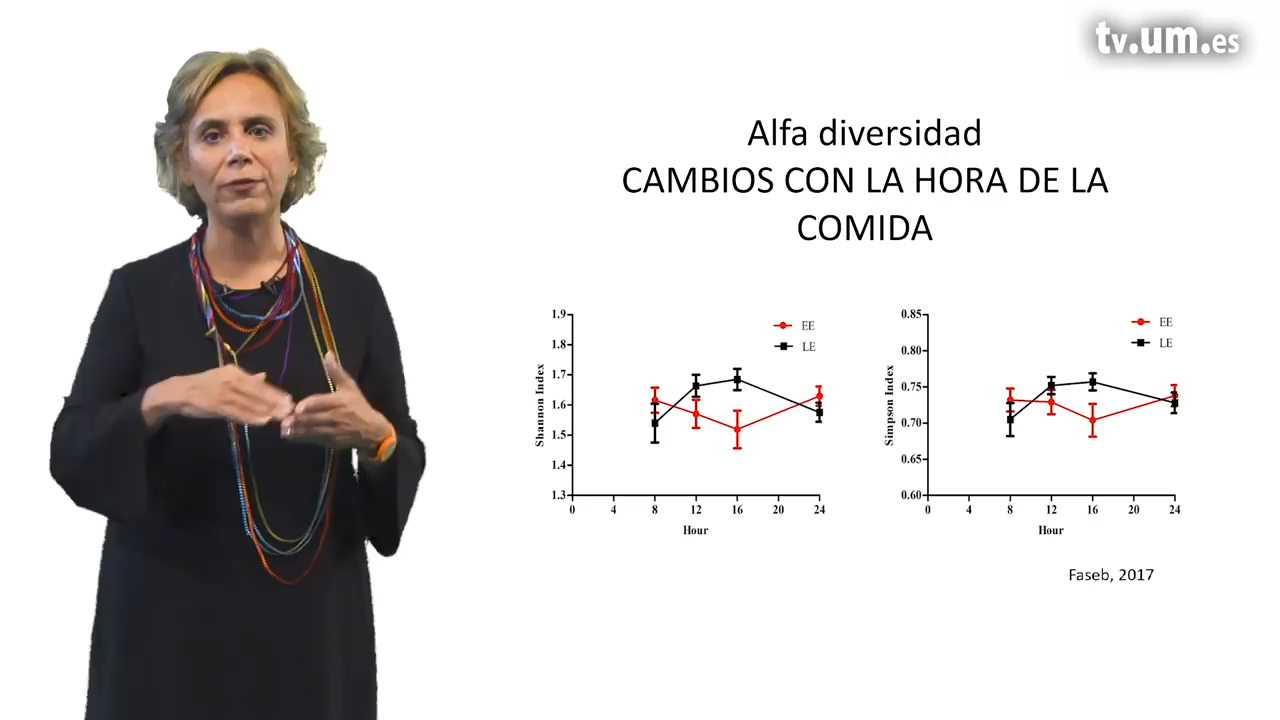 tv.um.es
Alfa diversidad
CAMBIOS CON LA HORA DE LA
COMIDA
1.9
1.8
1.7
1.6
1.5
1.4
1.3
Shannon Index
EE
LE
0 4 8 12 16 20 24
Hour
0.85
0.80
0.75
0.70
0.65
0.60
Simpson Index
EE
LE
0 4 8 12 16 20 24
Hour
Faseb, 2017